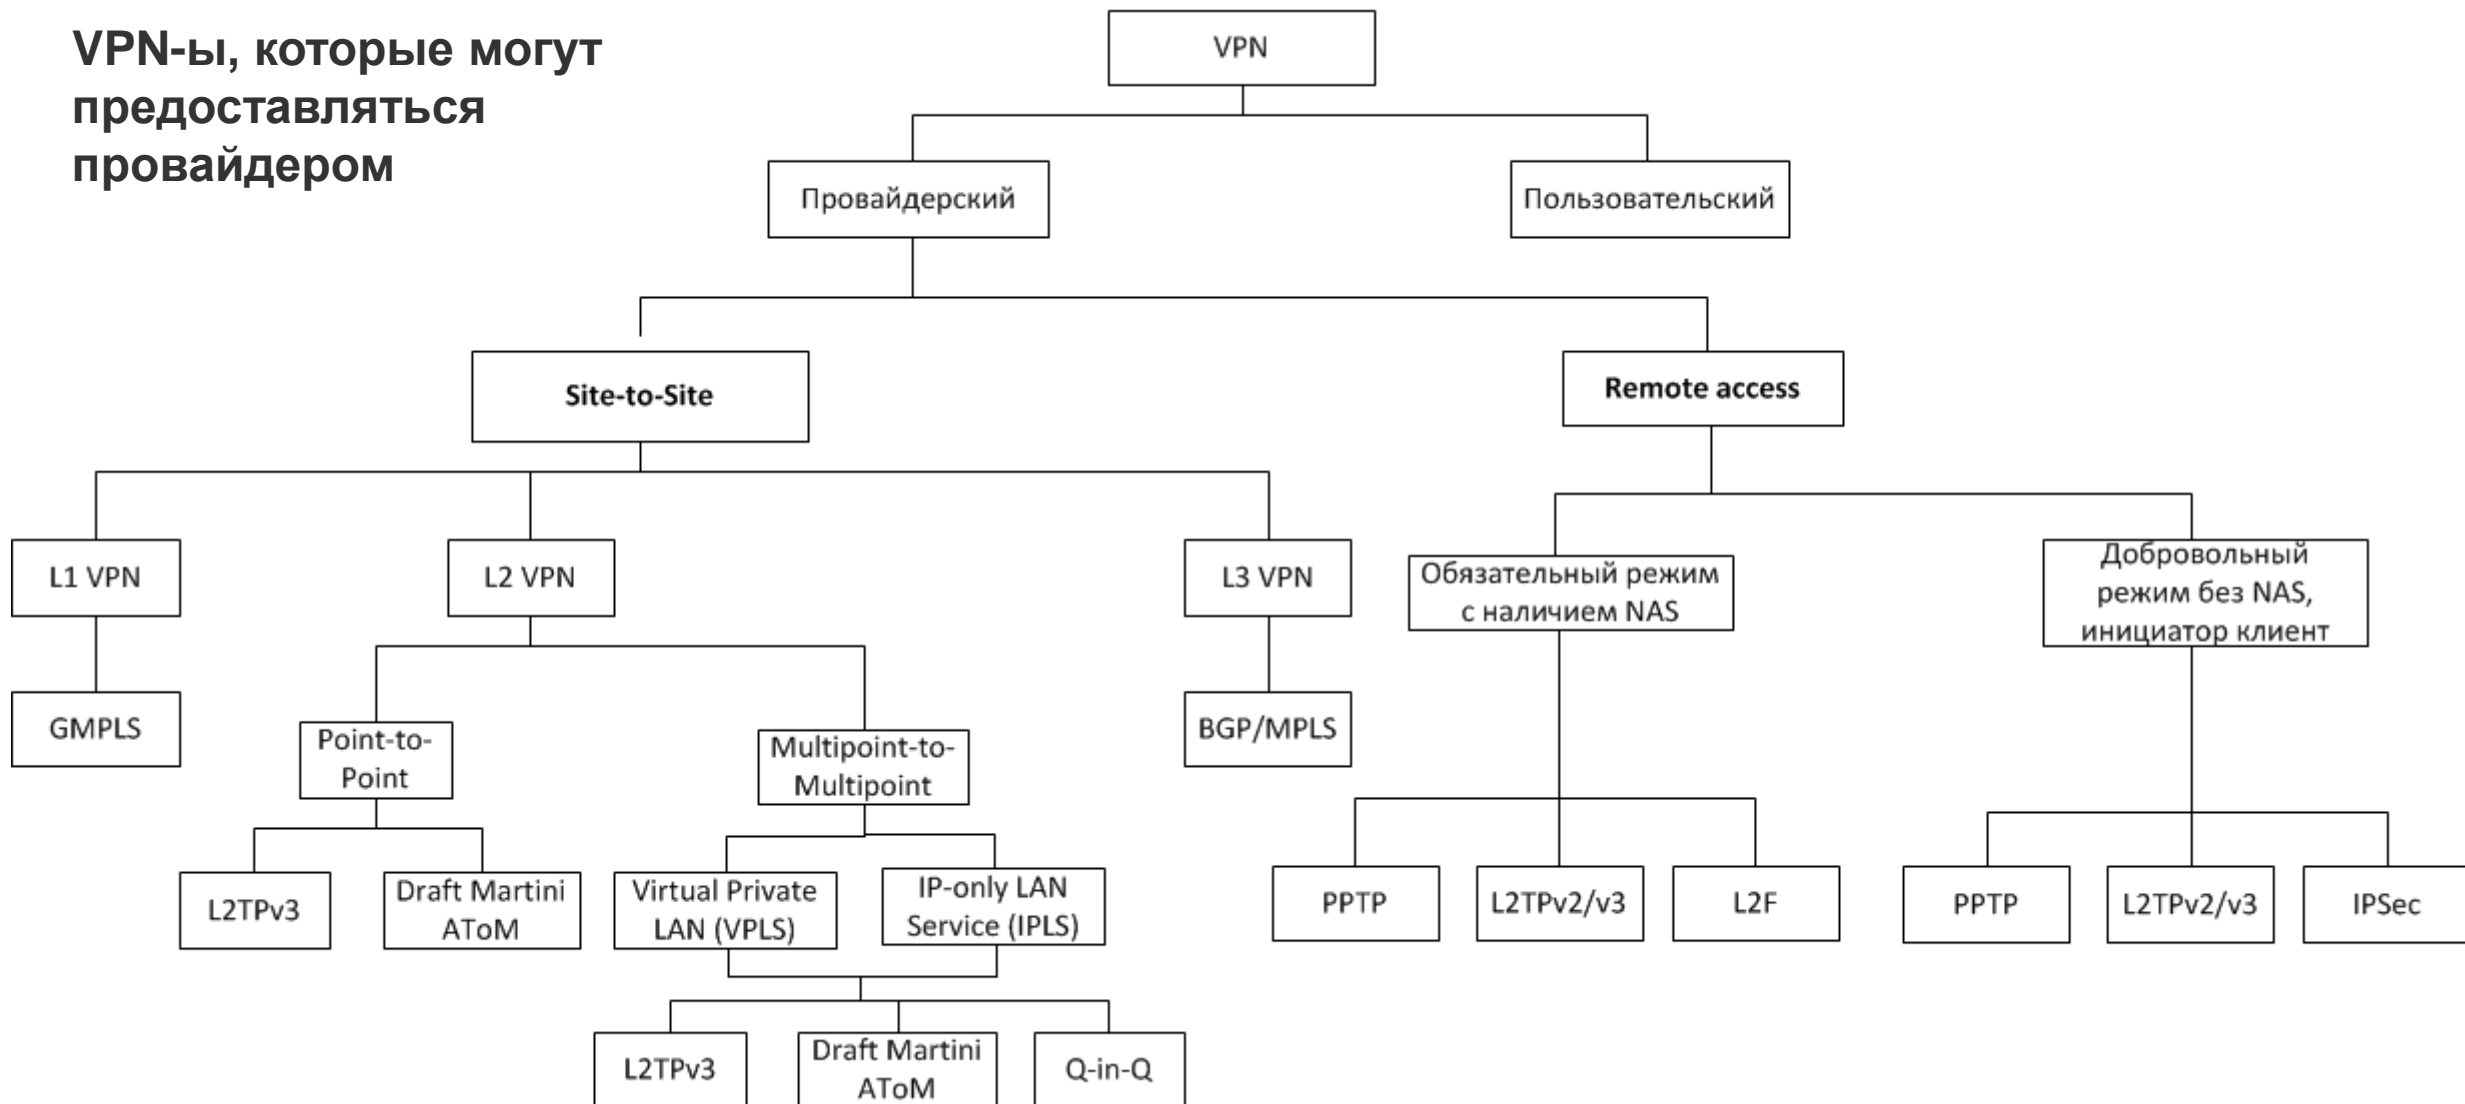 VPN-ы, которые могут
предоставляться
провайдером
VPN
Провайдерский
Пользовательский
Site-to-Site
Remote access
L1 VPN
L2 VPN
L3 VPN
Обязательный режим
с наличием NAS
Добровольный
режим без NAS,
инициатор клиент
GMPLS
Point-to-
Point
Multipoint-to-
Multipoint
BGP/MPLS
L2TPv3
Draft Martini
AToM
Virtual Private
LAN (VPLS)
IP-only LAN
Service (IPLS)
PPTP
L2TPv2/v3
L2F
PPTP
L2TPv2/v3
IPSec
L2TPv3
Draft Martini
AToM
Q-in-Q